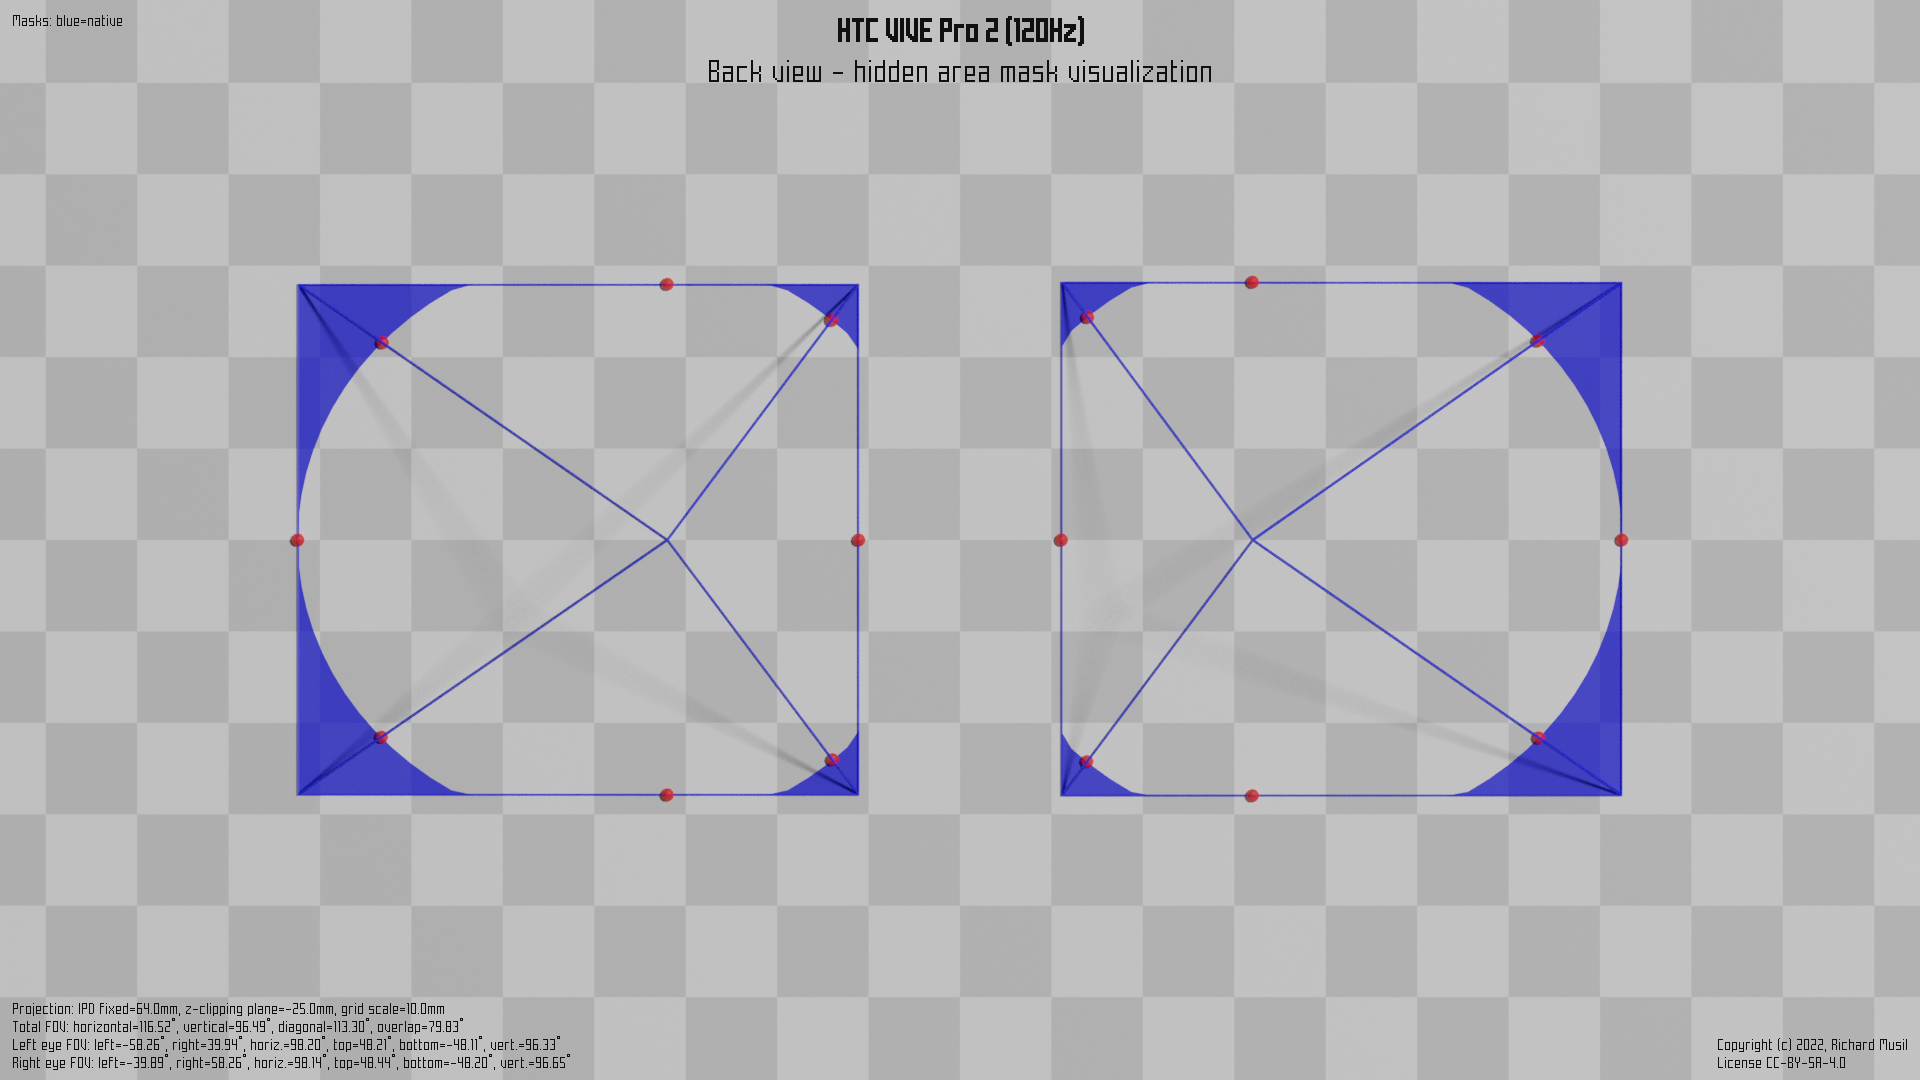 Masks: blue=native
HTC VIVE Pro 2 (120Hz)
Back view - hidden area mask visualization
Projection: IPD fixed=64.0mm, z-clipping plane=-25.0mm, grid scale=10.0mm
Total FOV: horizontal=116.52°, vertical=96.49°, diagonal=113.30°, overlap=79.83°
Left eye FOV: left=-58.26°, right=39.94°, horiz.=98.20°, top=48.21°, bottom=-48.11°, vert.=96.33°
Right eye FOV: left=-39.89°, right=58.26°, horiz.=98.14°, top=48.44°, bottom=-48.20°, vert.=96.65°
Copyright (c) 2022, Richard Musil
License CC-BY-SA-4.0